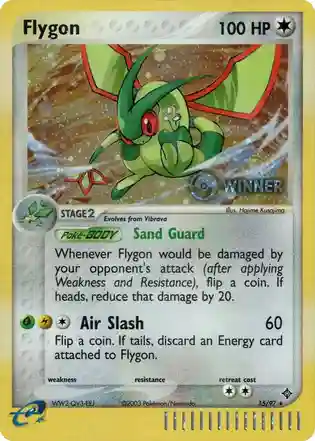 Flygon 100 HP
WINNER
Illus. Hajime Kusajima
STAGE 2
Evolves from Vibrava
Poké-BODY Sand Guard
Whenever Flygon would be damaged by
your opponent's attack (after applying
Weakness and Resistance), flip a coin. If
heads, reduce that damage by 20.
Air Slash 60
Flip a coin. If tails, discard an Energy card
attached to Flygon.
weakness resistance retreat cost
©2003 Pokémon/Nintendo 15/97 ★
e